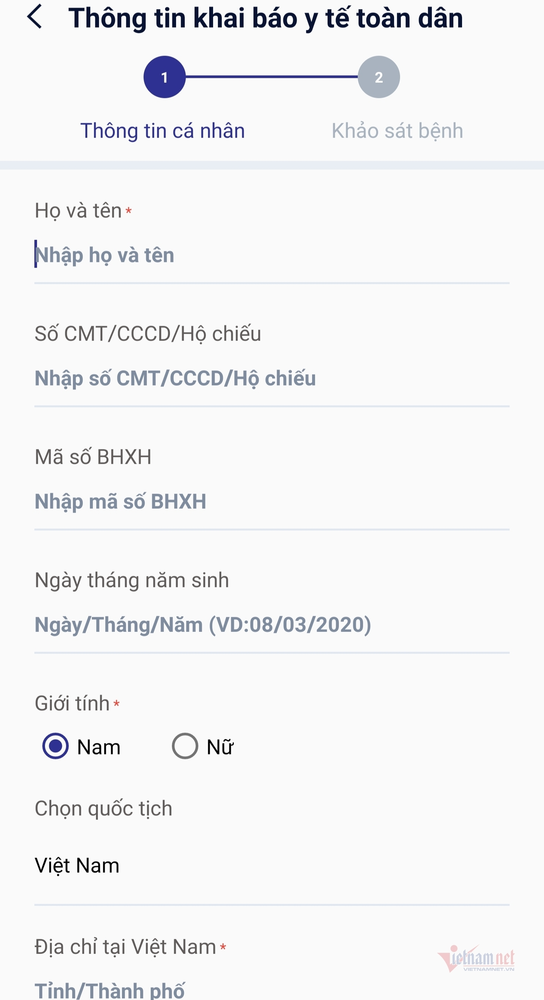 Thông tin khai báo y tế toàn dân
1
2
Thông tin cá nhân
Khảo sát bệnh
Họ và tên *
Nhập họ và tên
Số CMT/CCCD/Hộ chiếu
Nhập số CMT/CCCD/Hộ chiếu
Mã số BHXH
Nhập mã số BHXH
Ngày tháng năm sinh
Ngày/Tháng/Năm (VD:08/03/2020)
Giới tính *
Nam
Nữ
Chọn quốc tịch
Việt Nam
Địa chỉ tại Việt Nam *
Vietnamnet
VIETNAMNET.VN
Tỉnh/Thành phố